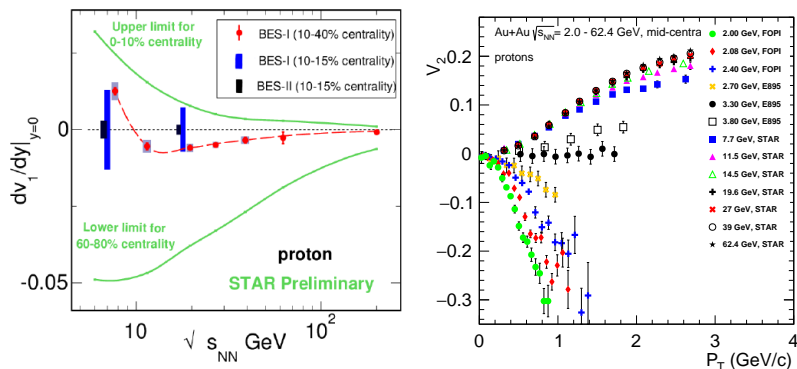 Upper limit for
0-10% centrality
BES-I (10-40% centrality)
BES-I (10-15% centrality)
BES-II (10-15% centrality)
0
-0.05
dv₁/dy|y=0
Lower limit for
60-80% centrality
proton
STAR Preliminary
10
10²
√ sNN GeV
Au+Au √sNN = 2.0 - 62.4 GeV, mid-centra
protons
V₂
0.2
0.1
0
−0.1
−0.2
−0.3
0
1
2
3
4
P_T (GeV/c)
2.00 GeV, FOPI
2.08 GeV, FOPI
2.40 GeV, FOPI
2.70 GeV, E895
3.30 GeV, E895
3.80 GeV, E895
7.7 GeV, STAR
11.5 GeV, STAR
14.5 GeV, STAR
19.6 GeV, STAR
27 GeV, STAR
39 GeV, STAR
62.4 GeV, STAR